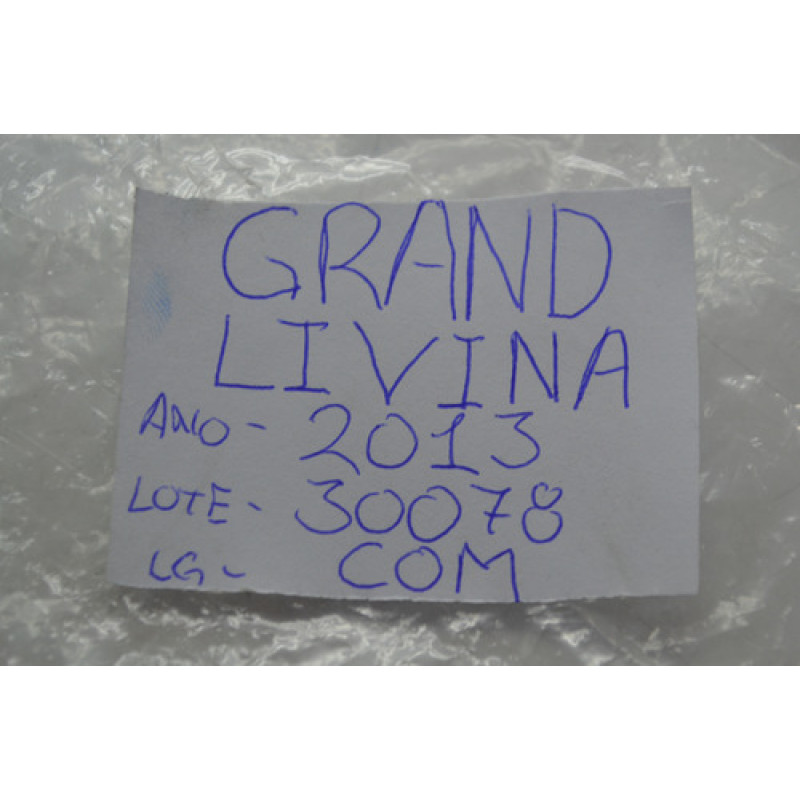 GRAND
LIVINA
ANO- 2013
LOTE- 30078
LG- COM